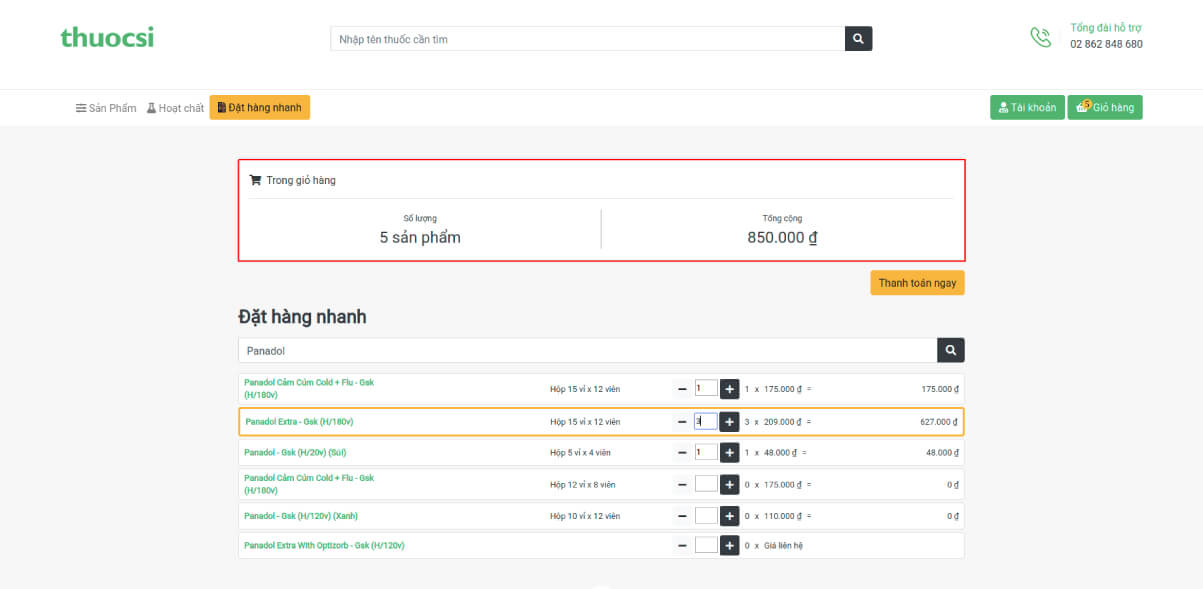 thuocsi
Nhập tên thuốc cần tìm
Tổng đài hỗ trợ
02 862 848 680
Sản Phẩm Hoạt chất Đặt hàng nhanh Tài khoản 5 Giỏ hàng
Trong giỏ hàng
Số lượng Tổng cộng
5 sản phẩm 850.000 ₫
Thanh toán ngay
Đặt hàng nhanh
Panadol
Panadol Cảm Cúm Cold + Flu - Gsk
(H/180v)
Hộp 15 vỉ x 12 viên − 1 + 1 x 175.000 ₫ = 175.000 ₫
Panadol Extra - Gsk (H/180v) Hộp 15 vỉ x 12 viên − 3 + 3 x 209.000 ₫ = 627.000 ₫
Panadol - Gsk (H/20v) (Sủi) Hộp 5 vỉ x 4 viên − 1 + 1 x 48.000 ₫ = 48.000 ₫
Panadol Cảm Cúm Cold + Flu - Gsk
(H/180v)
Hộp 12 vỉ x 8 viên − + 0 x 175.000 ₫ = 0 ₫
Panadol - Gsk (H/120v) (Xanh) Hộp 10 vỉ x 12 viên − + 0 x 110.000 ₫ = 0 ₫
Panadol Extra With Optizorb - Gsk (H/120v) − + 0 x Giá liên hệ